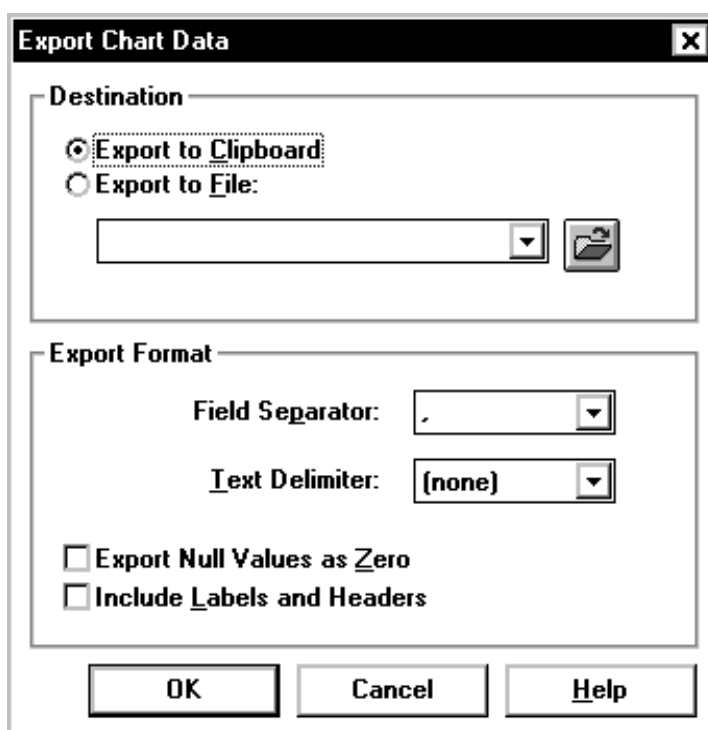 Export Chart Data
Destination
Export to Clipboard
Export to File:
Export Format
Field Separator: ,
Text Delimiter: (none)
Export Null Values as Zero
Include Labels and Headers
OK Cancel Help